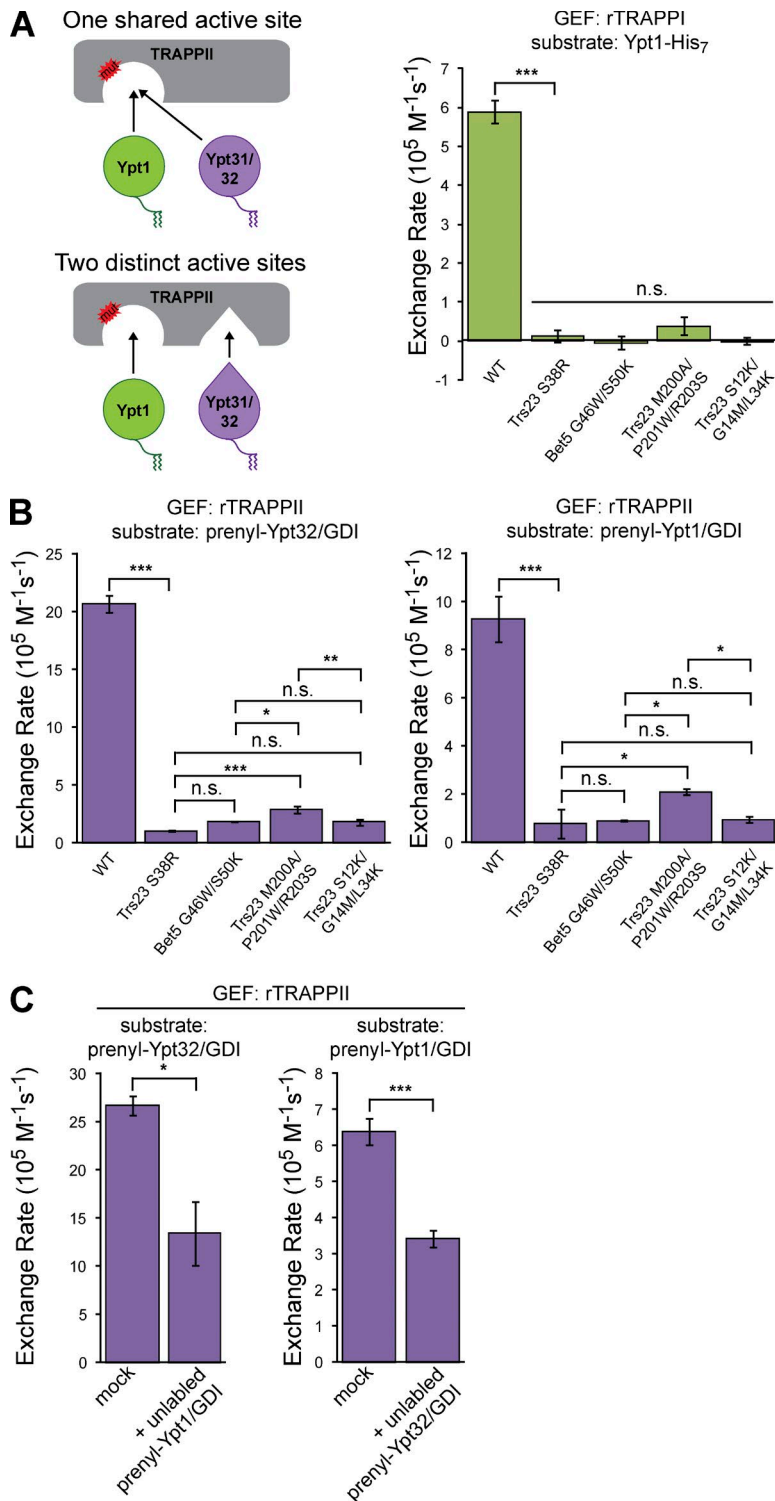 A
One shared active site
TRAPPII
mut
Ypt1
Ypt31/
32
Two distinct active sites
TRAPPII
mut
Ypt1
Ypt31/
32
GEF: rTRAPPI
substrate: Ypt1-His7
Exchange Rate (10^5 M^-1s^-1)
7
6
5
4
3
2
1
0
-1
***
n.s.
WT
Trs23 S38R
Bet5 G46W/S50K
Trs23 M200A/
P201W/R203S
Trs23 S12K/
G14M/L34K
B
GEF: rTRAPPII
substrate: prenyl-Ypt32/GDI
Exchange Rate (10^5 M^-1s^-1)
25
20
15
10
5
0
***
**
n.s.
*
n.s.
***
n.s.
WT
Trs23 S38R
Bet5 G46W/S50K
Trs23 M200A/
P201W/R203S
Trs23 S12K/
G14M/L34K
GEF: rTRAPPII
substrate: prenyl-Ypt1/GDI
Exchange Rate (10^5 M^-1s^-1)
12
10
8
6
4
2
0
***
*
n.s.
*
n.s.
*
n.s.
WT
Trs23 S38R
Bet5 G46W/S50K
Trs23 M200A/
P201W/R203S
Trs23 S12K/
G14M/L34K
C
GEF: rTRAPPII
substrate:
prenyl-Ypt32/GDI
Exchange Rate (10^5 M^-1s^-1)
30
25
20
15
10
5
0
*
mock
+ unlabled
prenyl-Ypt1/GDI
substrate:
prenyl-Ypt1/GDI
Exchange Rate (10^5 M^-1s^-1)
8
7
6
5
4
3
2
1
0
***
mock
+ unlabled
prenyl-Ypt32/GDI